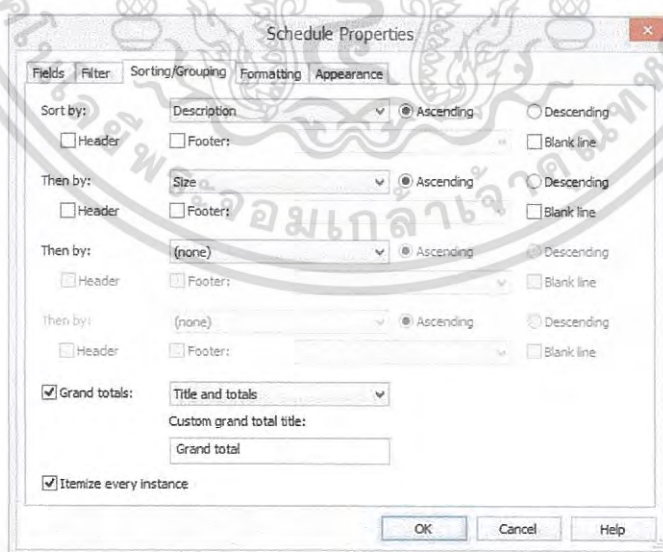 Schedule Properties
Fields Filter Sorting/Grouping Formatting Appearance
Sort by: Description Ascending Descending
Header Footer: Blank line
Then by: Size Ascending Descending
Header Footer: Blank line
Then by: (none) Ascending Descending
Header Footer: Blank line
Then by: (none) Ascending Descending
Header Footer: Blank line
Grand totals: Title and totals
Custom grand total title:
Grand total
Itemize every instance
OK Cancel Help